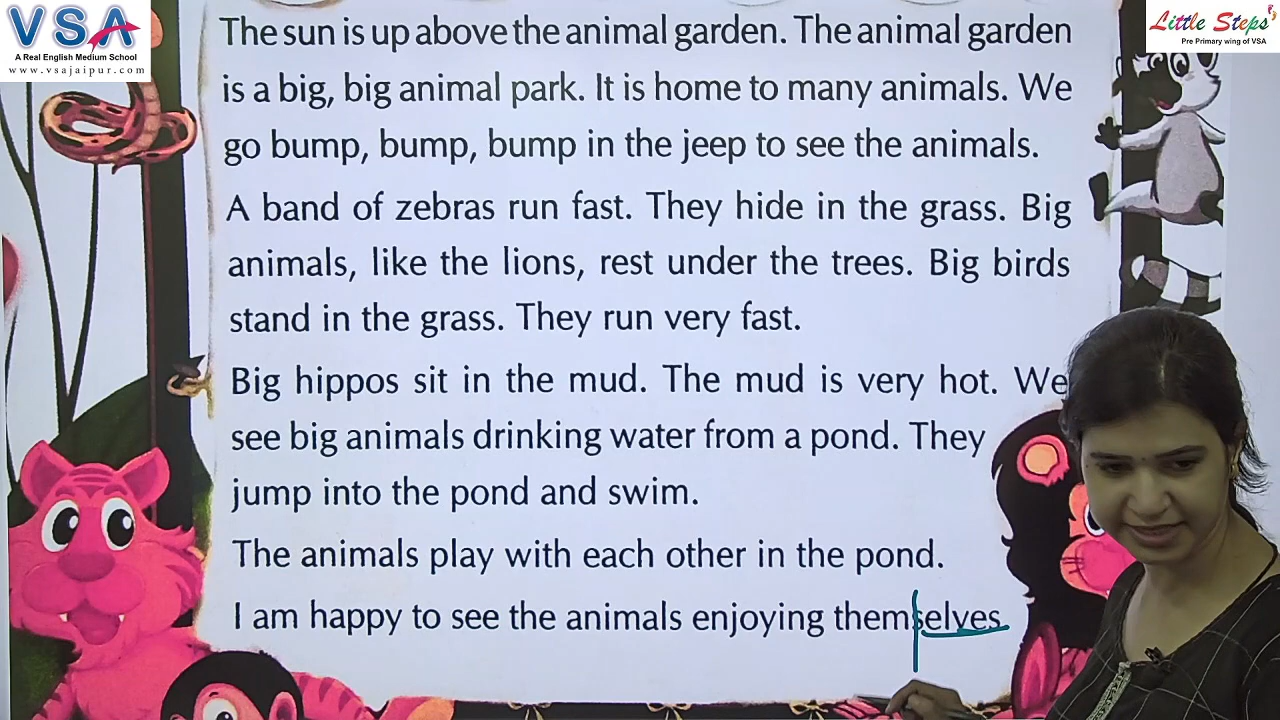 VSA
A Real English Medium School
www.vsajaipur.com
Little Steps
Pre Primary wing of VSA
The sun is up above the animal garden. The animal garden
is a big, big animal park. It is home to many animals. We
go bump, bump, bump in the jeep to see the animals.
A band of zebras run fast. They hide in the grass. Big
animals, like the lions, rest under the trees. Big birds
stand in the grass. They run very fast.
Big hippos sit in the mud. The mud is very hot. We
see big animals drinking water from a pond. They
jump into the pond and swim.
The animals play with each other in the pond.
I am happy to see the animals enjoying themselves